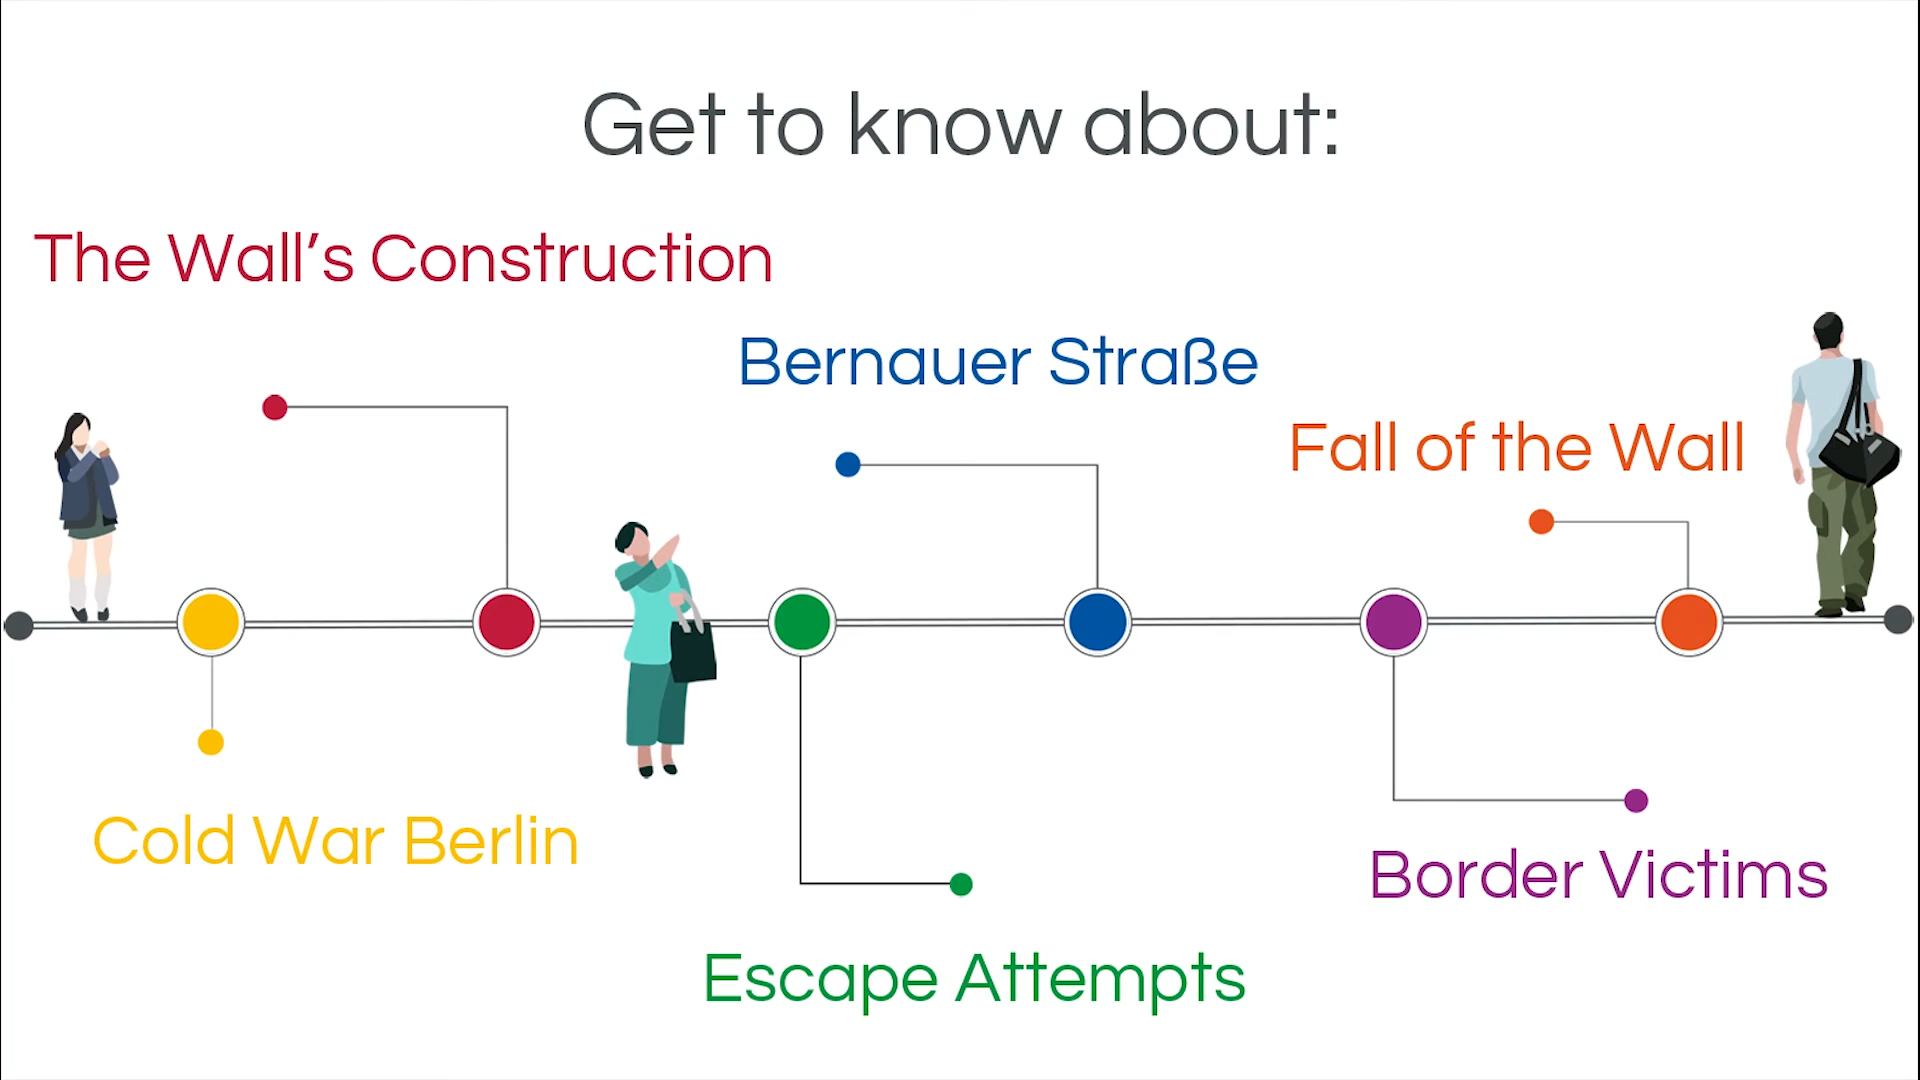 Get to know about:
The Wall’s Construction
Bernauer Straße
Fall of the Wall
Cold War Berlin
Border Victims
Escape Attempts